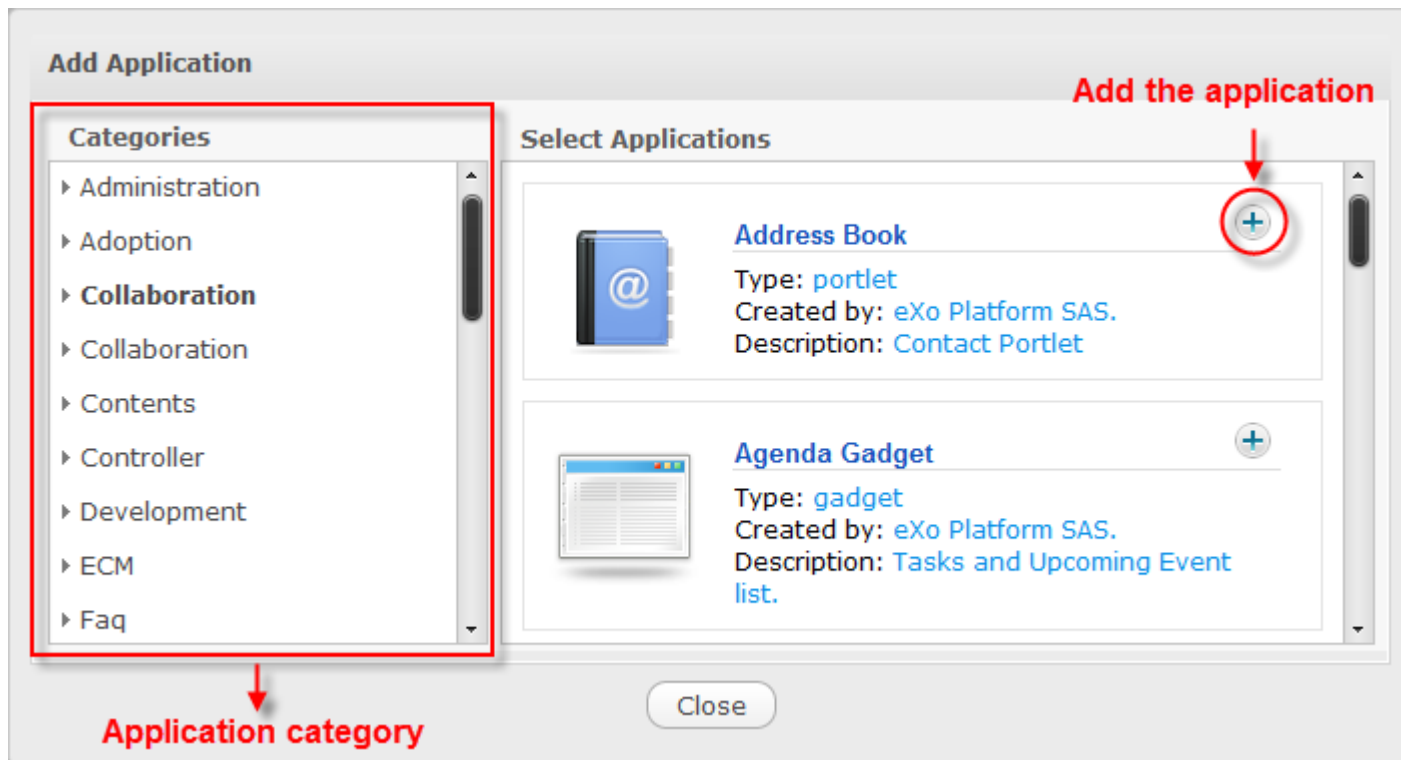 Add Application
Add the application
Categories
Administration
Adoption
Collaboration
Collaboration
Contents
Controller
Development
ECM
Faq
Select Applications
@
Address Book
Type: portlet
Created by: eXo Platform SAS.
Description: Contact Portlet
Agenda Gadget
Type: gadget
Created by: eXo Platform SAS.
Description: Tasks and Upcoming Event
list.
Close
Application category